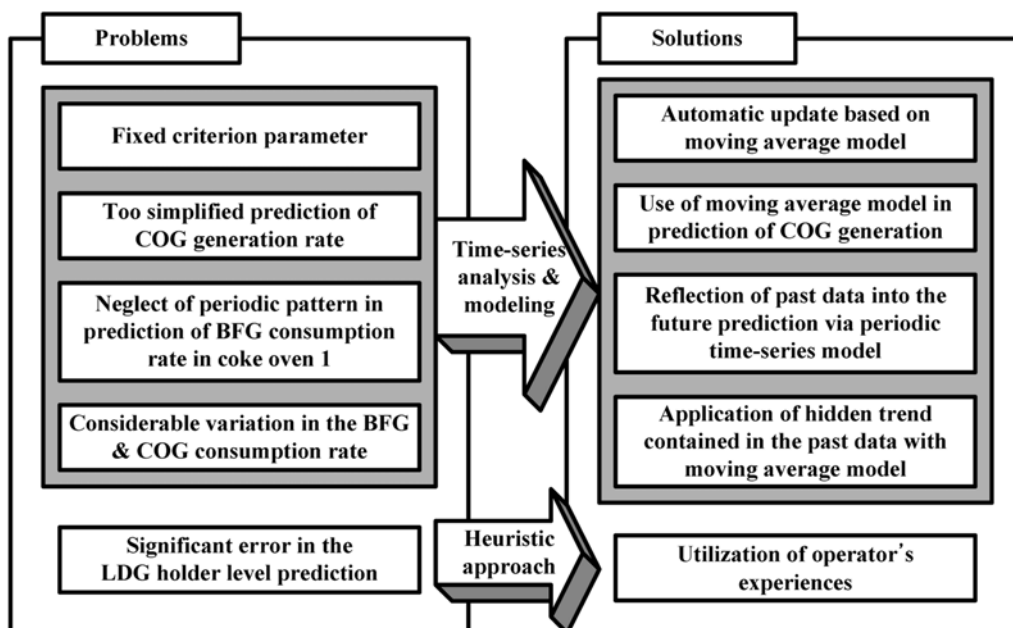 Problems
Fixed criterion parameter
Too simplified prediction of
COG generation rate
Neglect of periodic pattern in
prediction of BFG consumption
rate in coke oven 1
Considerable variation in the BFG
& COG consumption rate
Significant error in the
LDG holder level prediction
Time-series
analysis &
modeling
Heuristic
approach
Solutions
Automatic update based on
moving average model
Use of moving average model in
prediction of COG generation
Reflection of past data into the
future prediction via periodic
time-series model
Application of hidden trend
contained in the past data with
moving average model
Utilization of operator's
experiences